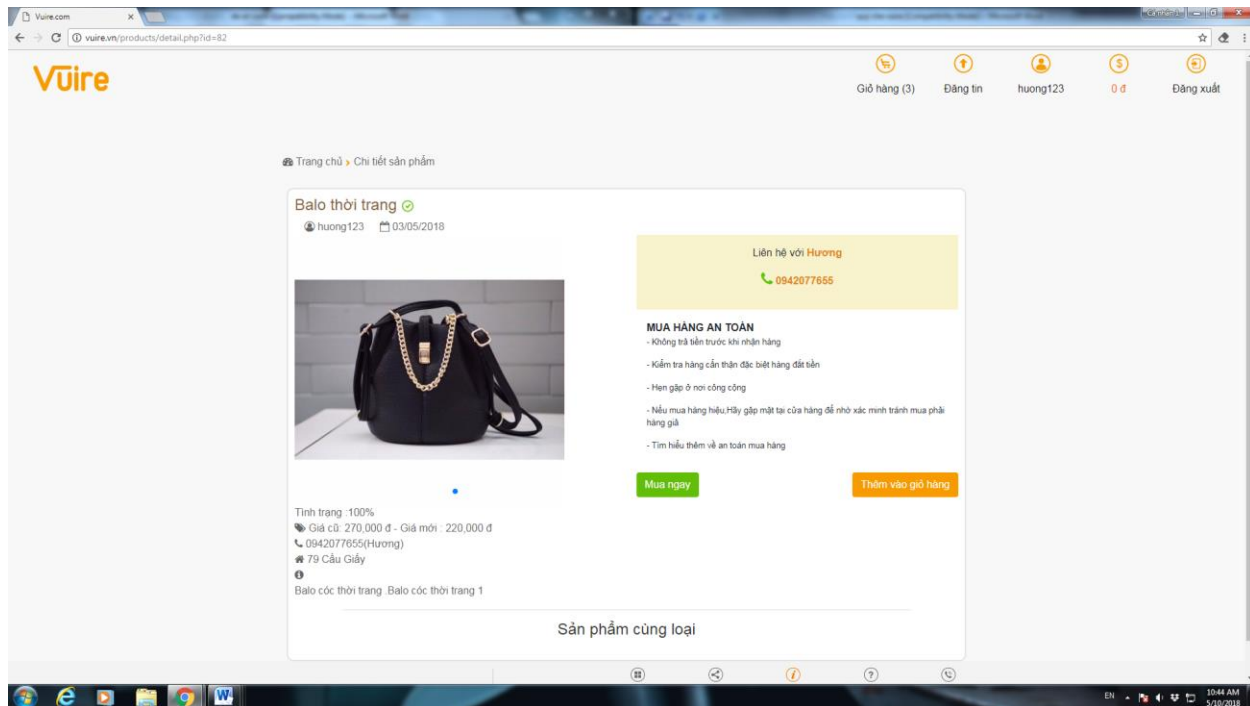 Vuire.com
vuire.vn/products/detail.php?id=82
Vuire
Giỏ hàng (3)
Đăng tin
huong123
0 đ
Đăng xuất
Trang chủ › Chi tiết sản phẩm
Balo thời trang
huong123 03/05/2018
Liên hệ với Hương
0942077655
MUA HÀNG AN TOÀN
- Không trả tiền trước khi nhận hàng
- Kiểm tra hàng cẩn thận đặc biệt hàng đắt tiền
- Hẹn gặp ở nơi công cộng
- Nếu mua hàng hiệu,Hãy gặp mặt tại cửa hàng để nhờ xác minh tránh mua phải
hàng giả
- Tìm hiểu thêm về an toàn mua hàng
Mua ngay
Thêm vào giỏ hàng
Tình trạng :100%
Giá cũ: 270,000 đ - Giá mới : 220,000 đ
0942077655(Hương)
79 Cầu Giấy
Balo cóc thời trang .Balo cóc thời trang 1
Sản phẩm cùng loại
EN
10:44 AM
5/10/2018